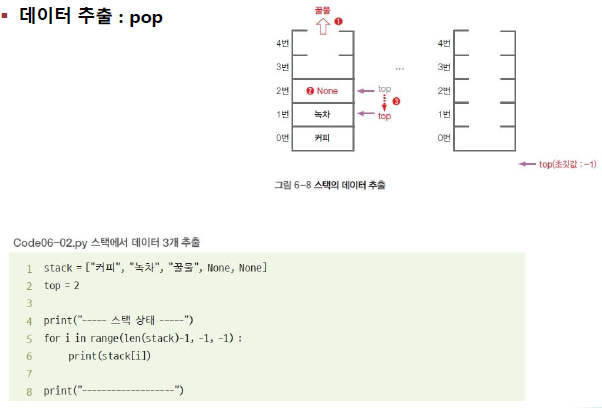 ▪ 데이터 추출 : pop
꿀물
❶
4번
3번
2번
❷ None
top
❸
1번
녹차
top
0번
커피
...
4번
3번
2번
1번
0번
top(초깃값 : -1)
그림 6-8 스택의 데이터 추출
Code06-02.py 스택에서 데이터 3개 추출
1 stack = ["커피", "녹차", "꿀물", None, None]
2 top = 2
3
4 print("----- 스택 상태 -----")
5 for i in range(len(stack)-1, -1, -1) :
6     print(stack[i])
7
8 print("-------------------")